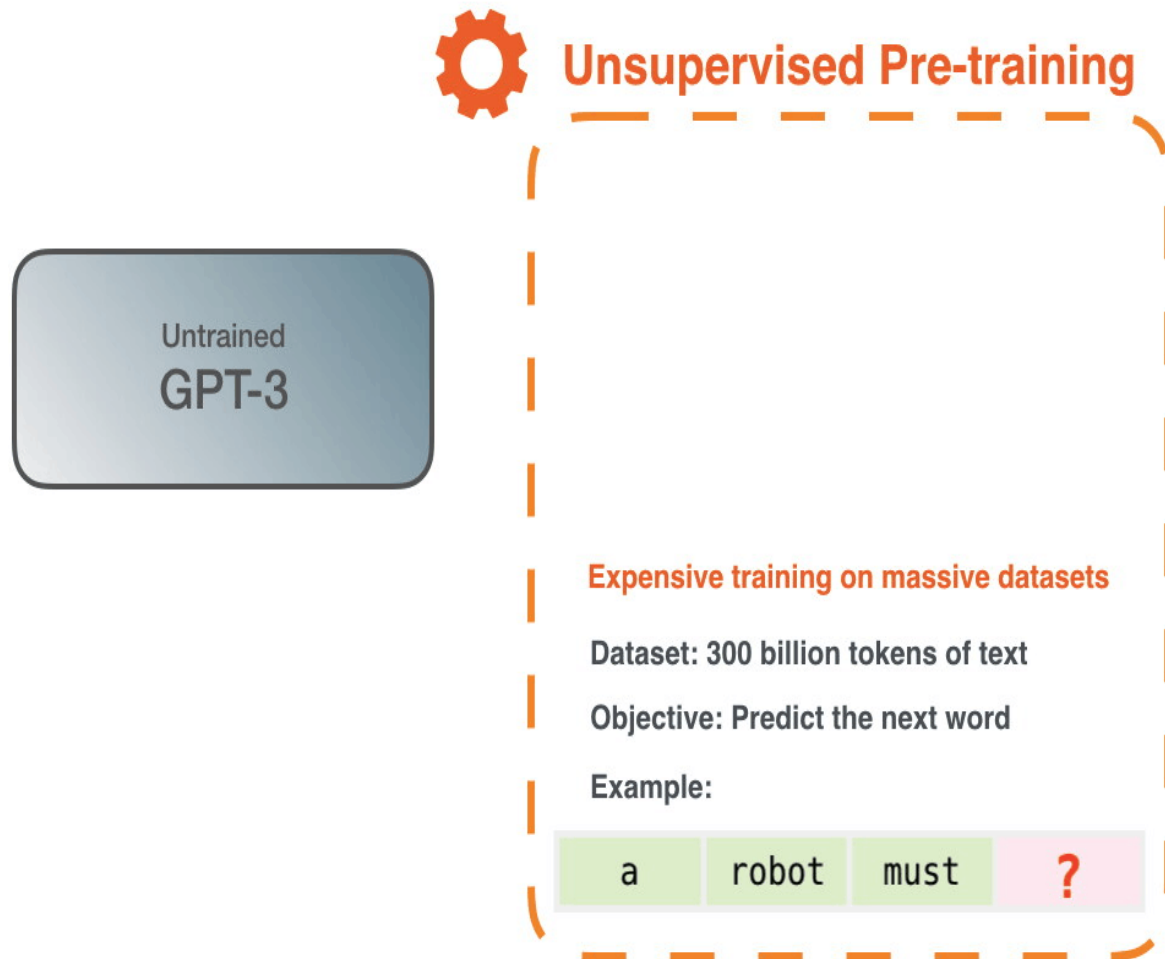 Unsupervised Pre-training
Untrained
GPT-3
Expensive training on massive datasets
Dataset: 300 billion tokens of text
Objective: Predict the next word
Example:
a robot must ?